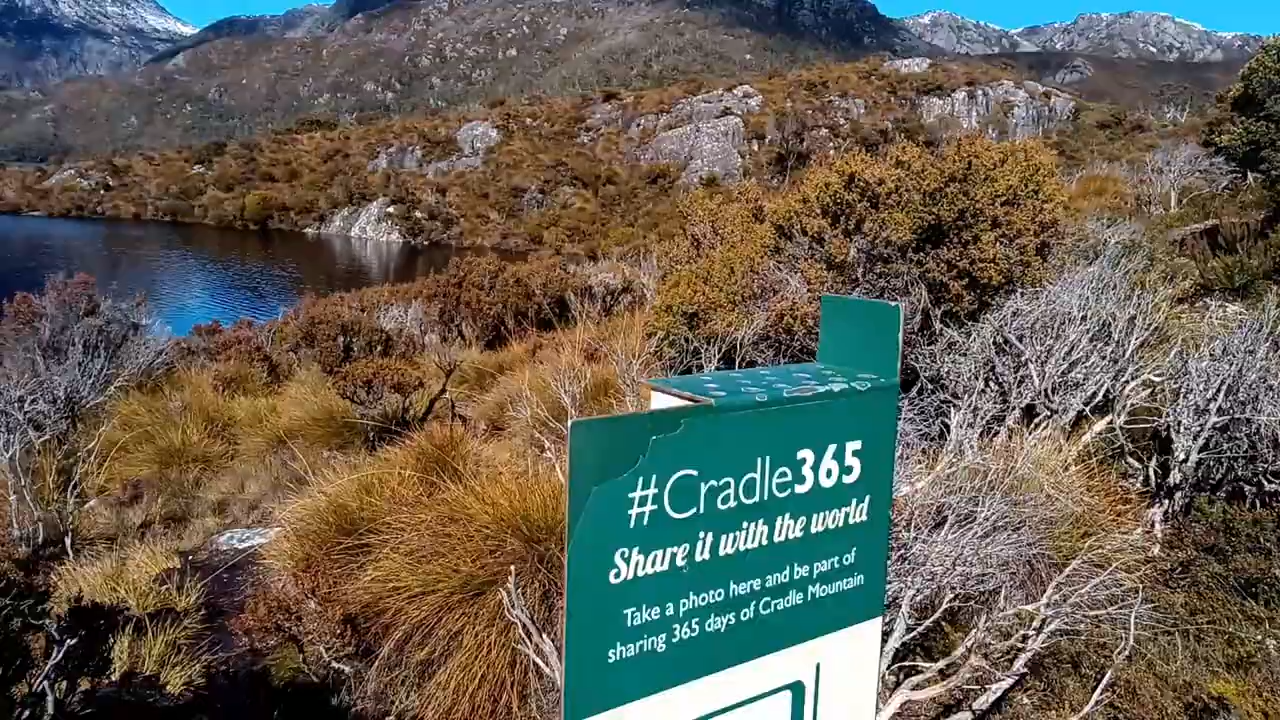 #Cradle365
Share it with the world
Take a photo here and be part of
sharing 365 days of Cradle Mountain